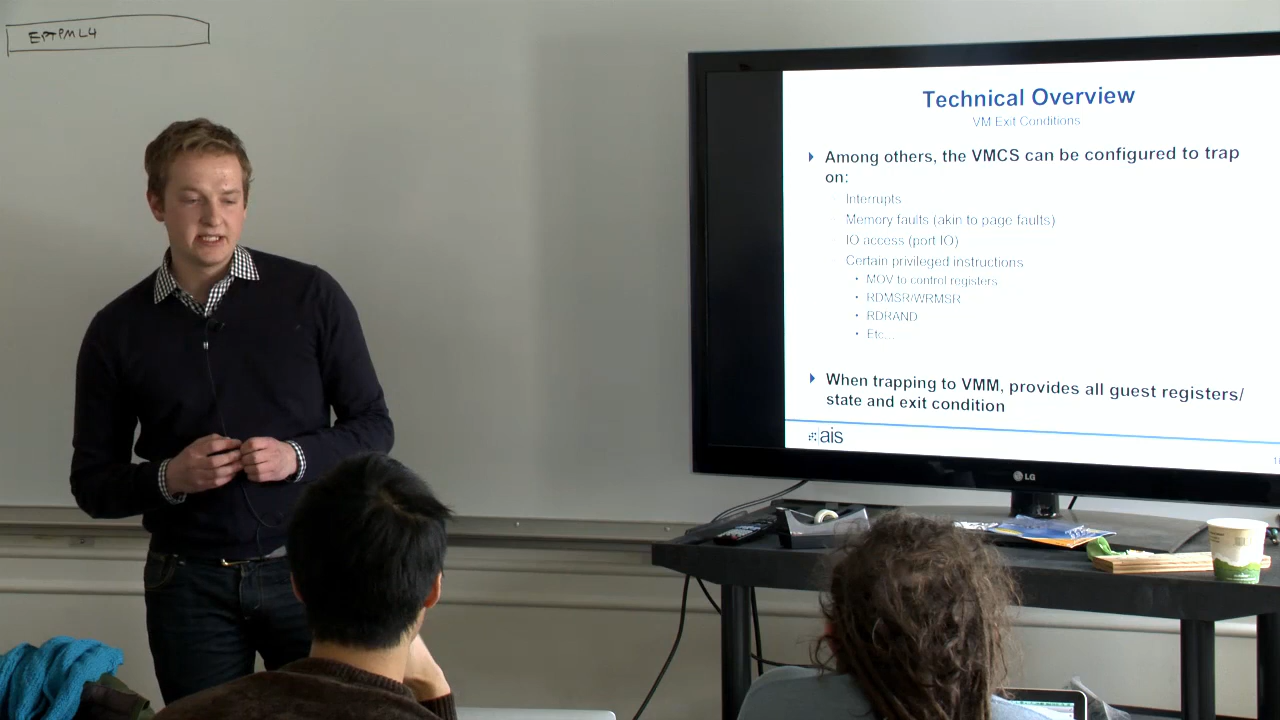 EPTPML4
Technical Overview
VM Exit Conditions
Among others, the VMCS can be configured to trap
on:
Interrupts
Memory faults (akin to page faults)
IO access (port IO)
Certain privileged instructions
• MOV to control registers
• RDMSR/WRMSR
• RDRAND
• Etc...
When trapping to VMM, provides all guest registers/
state and exit condition
ais
LG